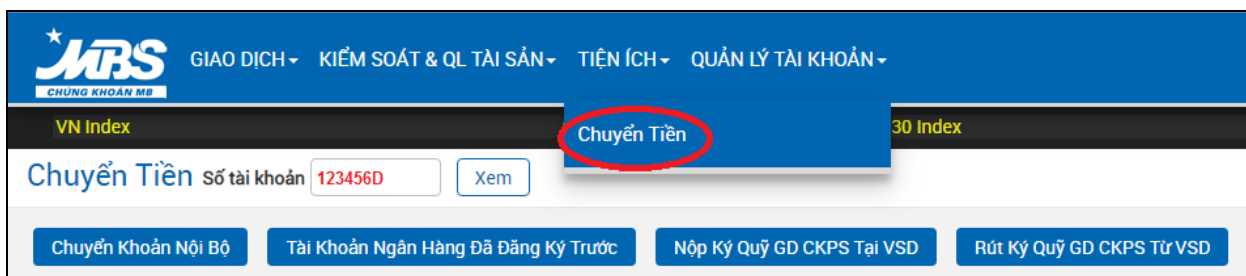 MBS
CHỨNG KHOÁN MB
GIAO DỊCH KIỂM SOÁT & QL TÀI SẢN TIỆN ÍCH QUẢN LÝ TÀI KHOẢN
VN Index Chuyển Tiền 30 Index
Chuyển Tiền Số tài khoản 123456D Xem
Chuyển Khoản Nội Bộ Tài Khoản Ngân Hàng Đã Đăng Ký Trước Nộp Ký Quỹ GD CKPS Tại VSD Rút Ký Quỹ GD CKPS Từ VSD